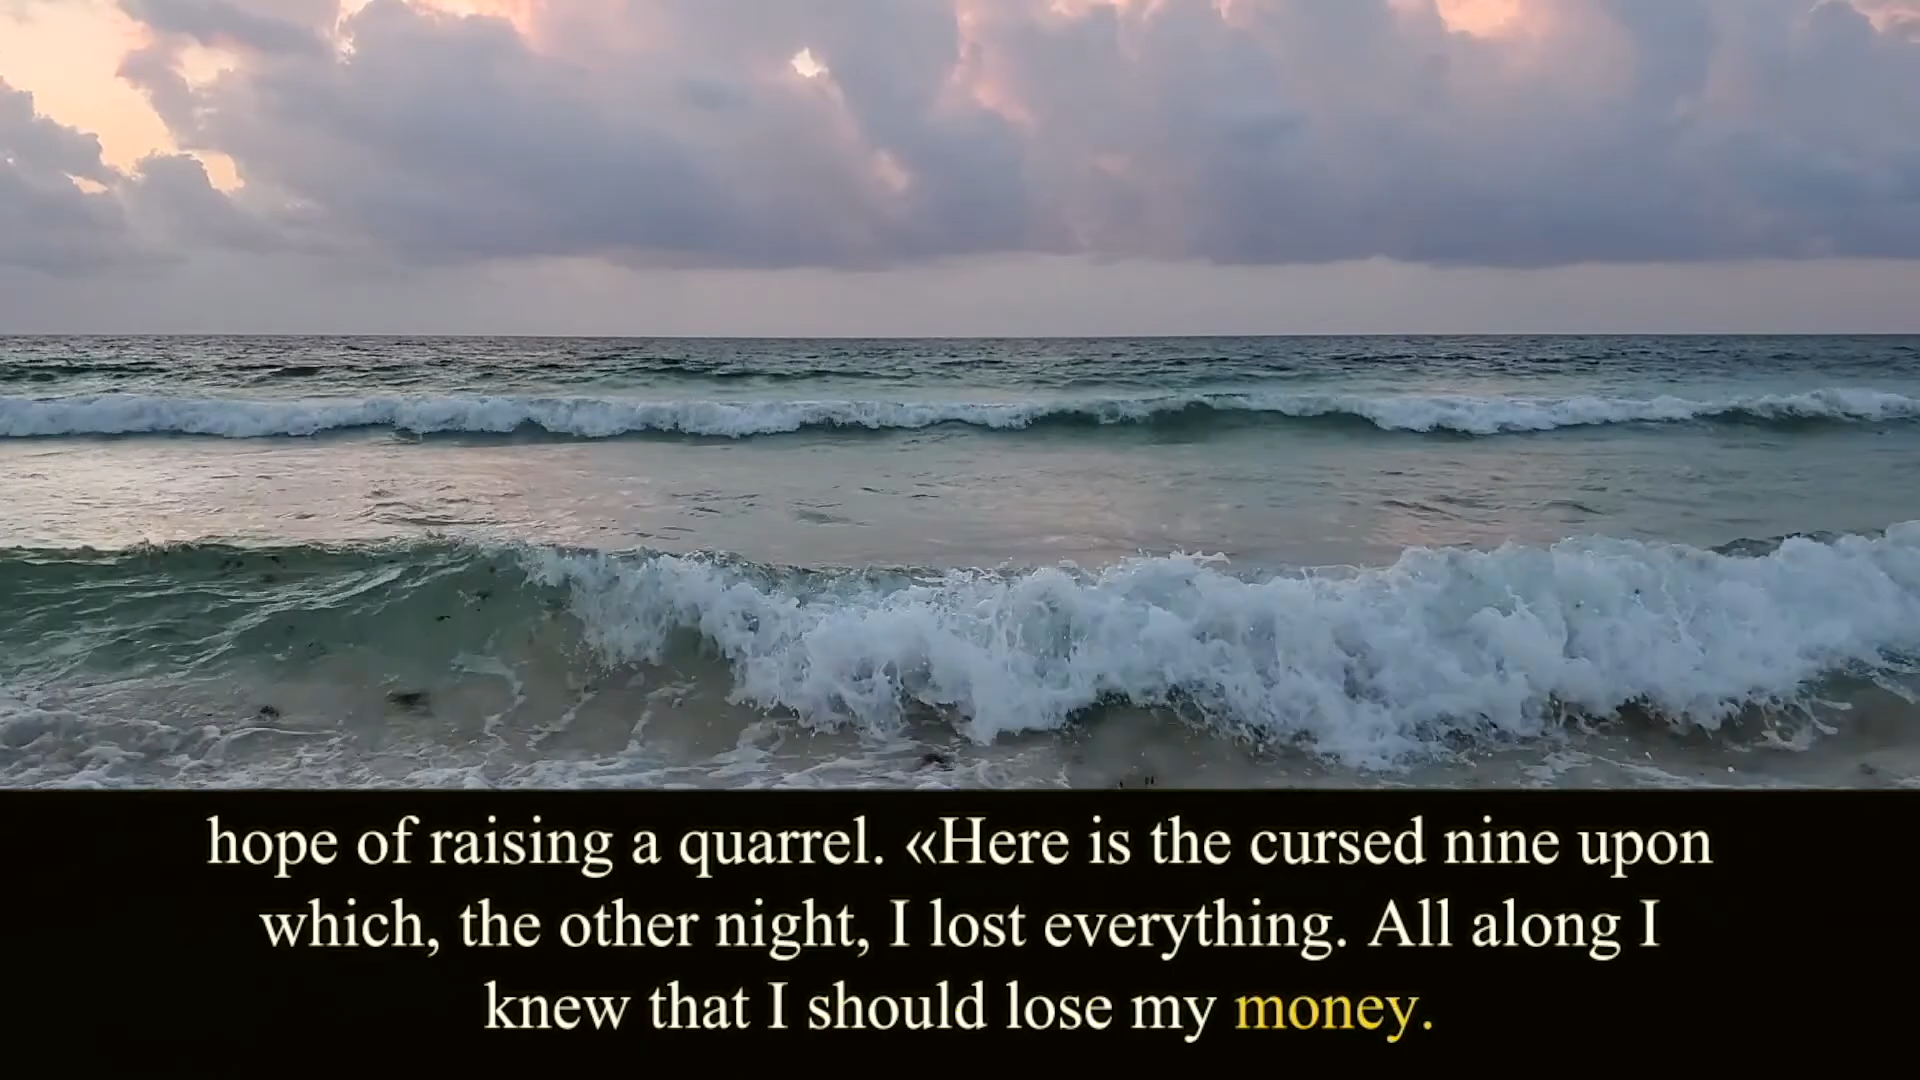 hope of raising a quarrel. «Here is the cursed nine upon
which, the other night, I lost everything. All along I
knew that I should lose my money.